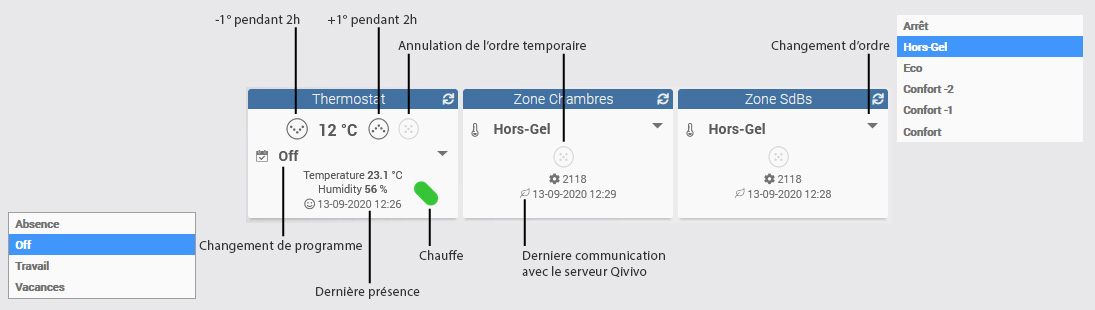 -1° pendant 2h
+1° pendant 2h
Annulation de l'ordre temporaire
Changement d'ordre
Arrêt
Hors-Gel
Eco
Confort -2
Confort -1
Confort
Thermostat
12 °C
Off
Temperature 23.1 °C
Humidity 56 %
13-09-2020 12:26
Zone Chambres
Hors-Gel
2118
13-09-2020 12:29
Zone SdBs
Hors-Gel
2118
13-09-2020 12:28
Absence
Off
Travail
Vacances
Changement de programme
Dernière présence
Chauffe
Derniere communication
avec le serveur Qivivo